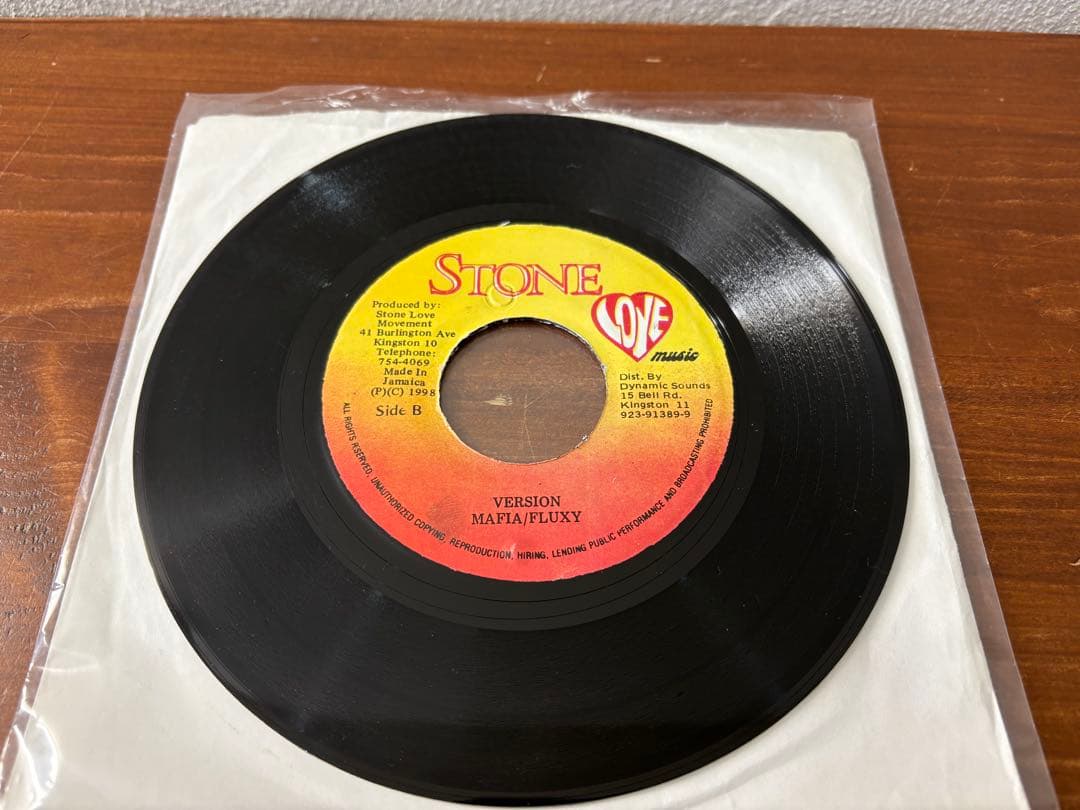 STONE
LOVE
music
Produced by:
Stone Love
Movement
41 Burlington Ave
Kingston 10
Telephone:
754-4069
Made In
Jamaica
(P)(C) 1998
Side B
Dist. By
Dynamic Sounds
15 Bell Rd.
Kingston 11
923-91389-9
VERSION
MAFIA/FLUXY
ALL RIGHTS RSERVED, UNAUTHORIZED COPYING, REPRODUCTION, HIRING, LENDING PUBLIC PERFORMANCE AND BROADCASTING PROHIBITED